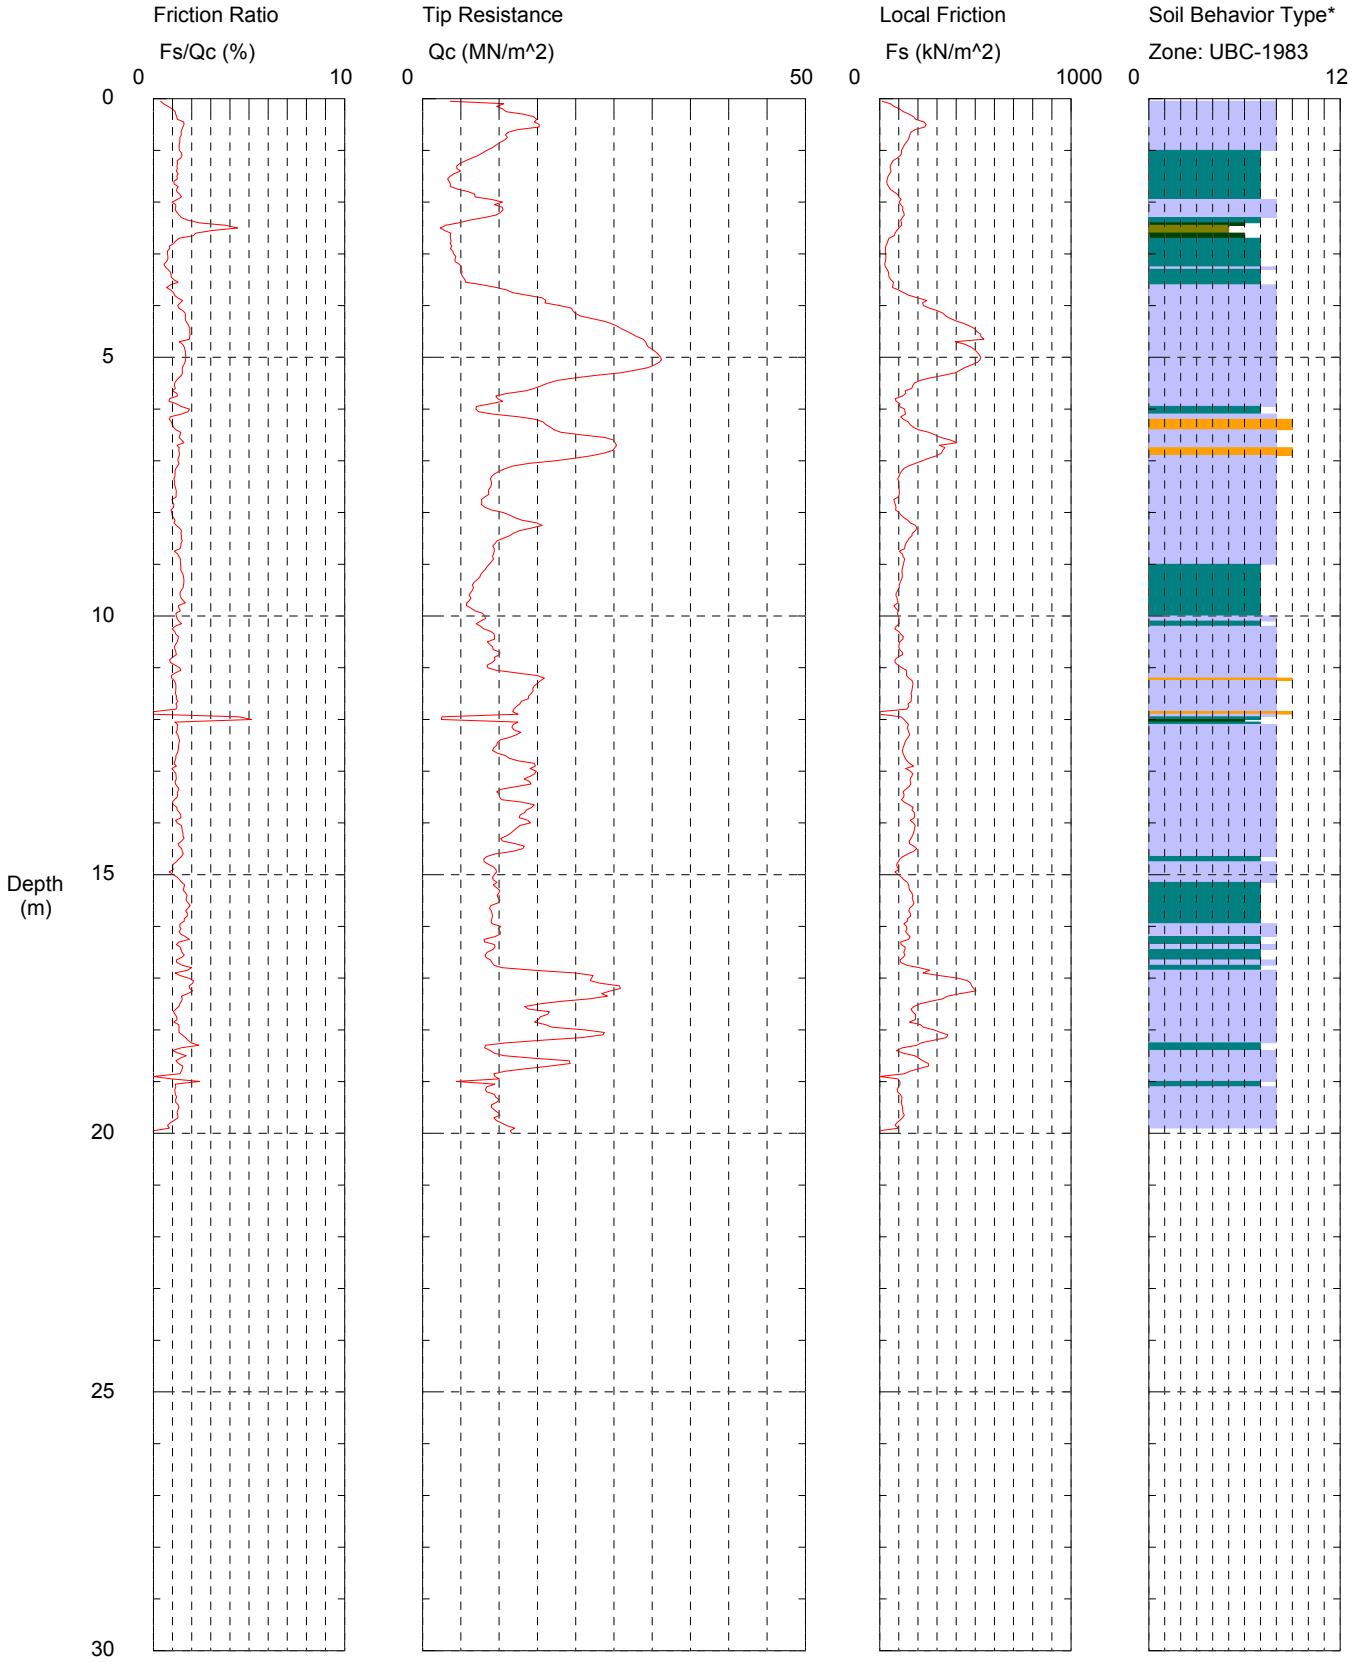 Friction Ratio
Fs/Qc (%)
0 10
Tip Resistance
Qc (MN/m^2)
0 50
Local Friction
Fs (kN/m^2)
0 1000
Soil Behavior Type*
Zone: UBC-1983
0 12
0
5
10
15
Depth
(m)
20
25
30